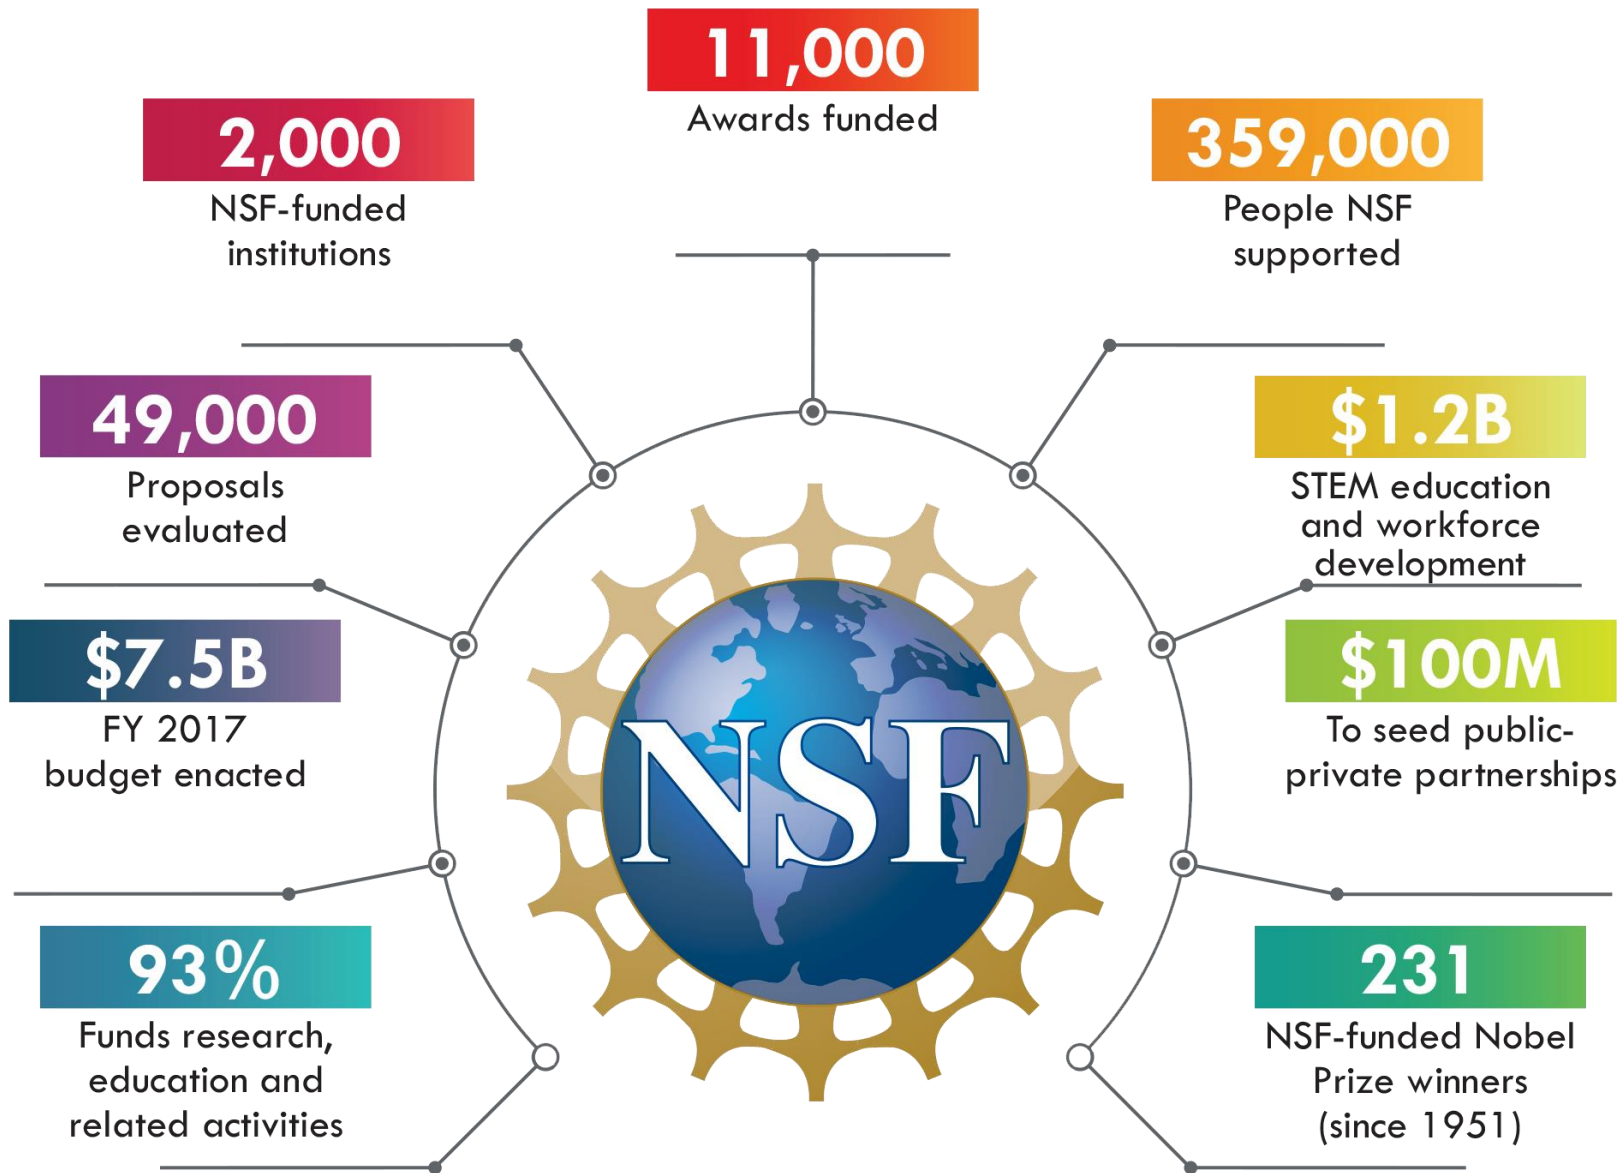 11,000
Awards funded
2,000
NSF-funded
institutions
359,000
People NSF
supported
49,000
Proposals
evaluated
$1.2B
STEM education
and workforce
development
$7.5B
FY 2017
budget enacted
$100M
To seed public-
private partnerships
NSF
93%
Funds research,
education and
related activities
231
NSF-funded Nobel
Prize winners
(since 1951)